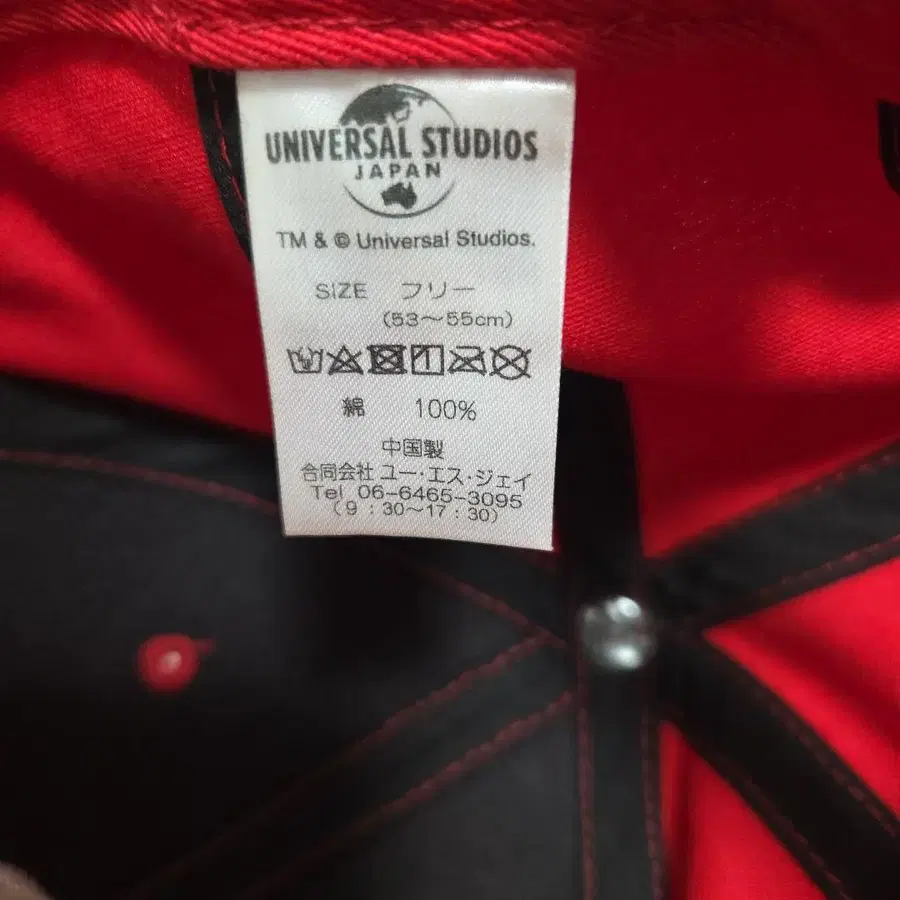 UNIVERSAL STUDIOS
JAPAN
TM & © Universal Studios.
SIZE フリー
(53～55cm)
綿 100%
中国製
合同会社 ユー・エス・ジェイ
Tel 06-6465-3095
(9:30～17:30)